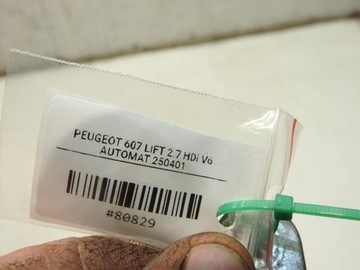 PEUGEOT 607 LIFT 2.7 HDi V6
AUTOMAT 250401
#80829